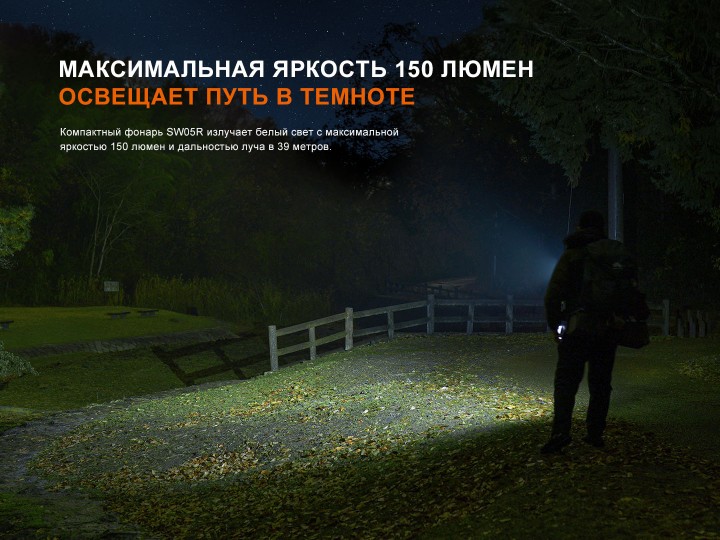 МАКСИМАЛЬНАЯ ЯРКОСТЬ 150 ЛЮМЕН
ОСВЕЩАЕТ ПУТЬ В ТЕМНОТЕ
Компактный фонарь SW05R излучает белый свет с максимальной
яркостью 150 люмен и дальностью луча в 39 метров.